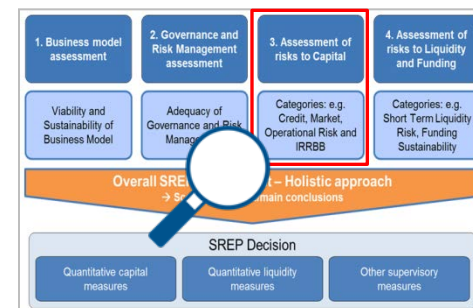 1. Business model
assessment
2. Governance and
Risk Management
assessment
3. Assessment of
risks to Capital
4. Assessment of
risks to Liquidity
and Funding
Viability and
Sustainability of
Business Model
Adequacy of
Governance and Risk
Categories: e.g.
Credit, Market,
Operational Risk and
IRRBB
Categories: e.g.
Short Term Liquidity
Risk, Funding
Sustainability
Overall SRE – Holistic approach
main conclusions
SREP Decision
Quantitative capital
measures
Quantitative liquidity
measures
Other supervisory
measures